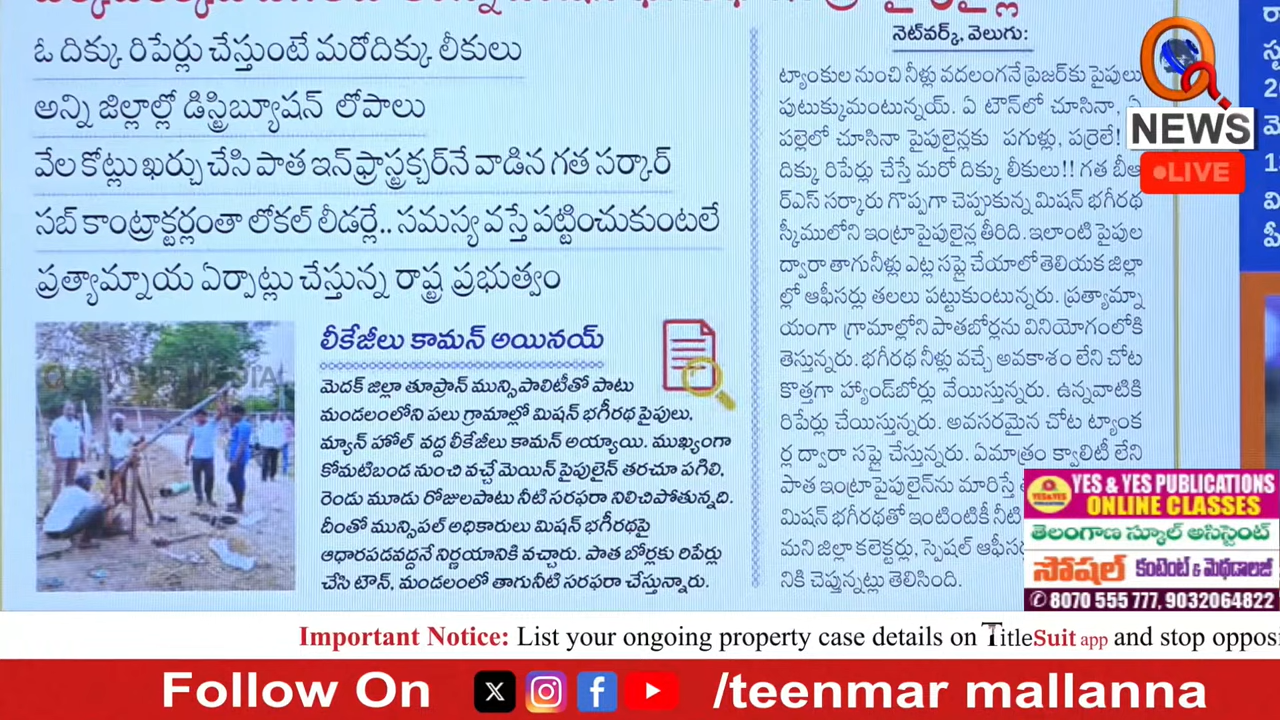 ఓ దిక్కు రిపేర్లు చేస్తుంటే మరోదిక్కు లీకులు
అన్ని జిల్లాల్లో డిస్ట్రిబ్యూషన్ లోపాలు
వేల కోట్లు ఖర్చు చేసి పాత ఇన్‌ఫ్రాస్ట్రక్చర్‌నే వాడిన గత సర్కార్
సబ్ కాంట్రాక్టర్లంతా లోకల్ లీడర్లే.. సమస్య వస్తే పట్టించుకుంటలే
ప్రత్యామ్నాయ ఏర్పాట్లు చేస్తున్న రాష్ట్ర ప్రభుత్వం
లీకేజీలు కామన్ అయినయ్
మెదక్ జిల్లా తూప్రాన్ మున్సిపాలిటీతో పాటు
మండలంలోని పలు గ్రామాల్లో మిషన్ భగీరథ పైపులు,
మ్యాన్ హోల్ వద్ద లీకేజీలు కామన్ అయ్యాయి. ముఖ్యంగా
కోమటిబండ నుంచి వచ్చే మెయిన్ పైపులైన్ తరచూ పగిలి,
రెండు మూడు రోజులపాటు నీటి సరఫరా నిలిచిపోతున్నది.
దీంతో మున్సిపల్ అధికారులు మిషన్ భగీరథపై
ఆధారపడవద్దనే నిర్ణయానికి వచ్చారు. పాత బోర్లకు రిపేర్లు
చేసి టౌన్, మండలంలో తాగునీటి సరఫరా చేస్తున్నారు.
నెట్‌వర్క్, వెలుగు:
ట్యాంకుల నుంచి నీళ్లు వదలంగనే ప్రెజర్‌కు పైపులు
పుటుక్కుమంటున్నయ్. ఏ టౌన్‌లో చూసినా, ఏ
పల్లెలో చూసినా పైపులైన్లకు పగుళ్లు, పర్రెలే!
దిక్కు రిపేర్లు చేస్తే మరో దిక్కు లీకులు!! గత బీఆ
ర్ఎస్ సర్కారు గొప్పగా చెప్పుకున్న మిషన్ భగీరథ
స్కీములోని ఇంట్రా పైపులైన్ల తీరిది. ఇలాంటి పైపుల
ద్వారా తాగునీళ్లు ఎట్ల సప్లై చేయాలో తెలియక జిల్లా
ల్లో ఆఫీసర్లు తలలు పట్టుకుంటున్నరు. ప్రత్యామ్నా
యంగా గ్రామాల్లోని పాతబోర్లను వినియోగంలోకి
తెస్తున్నరు. భగీరథ నీళ్లు వచ్చే అవకాశం లేని చోట
కొత్తగా హ్యాండ్‌బోర్లు వేయిస్తున్నరు. ఉన్నవాటికి
రిపేర్లు చేయిస్తున్నరు. అవసరమైన చోట ట్యాంక
ర్ల ద్వారా సప్లై చేస్తున్నరు. ఏమాత్రం క్వాలిటీ లేని
పాత ఇంట్రాపైపులైన్‌ను మారిస్తే
మిషన్ భగీరథతో ఇంటింటికీ నీటి
మని జిల్లా కలెక్టర్లు, స్పెషల్ ఆఫీసర్
నికి చెప్తున్నట్లు తెలిసింది.
Q
NEWS
LIVE
YES & YES PUBLICATIONS
ONLINE CLASSES
తెలంగాణ స్కూల్ అసిస్టెంట్
సోషల్ కంటెంట్ & మెథడాలజీ
8070 555 777, 9032064822
Important Notice: List your ongoing property case details on TitleSuit app and stop opposi
Follow On /teenmar mallanna